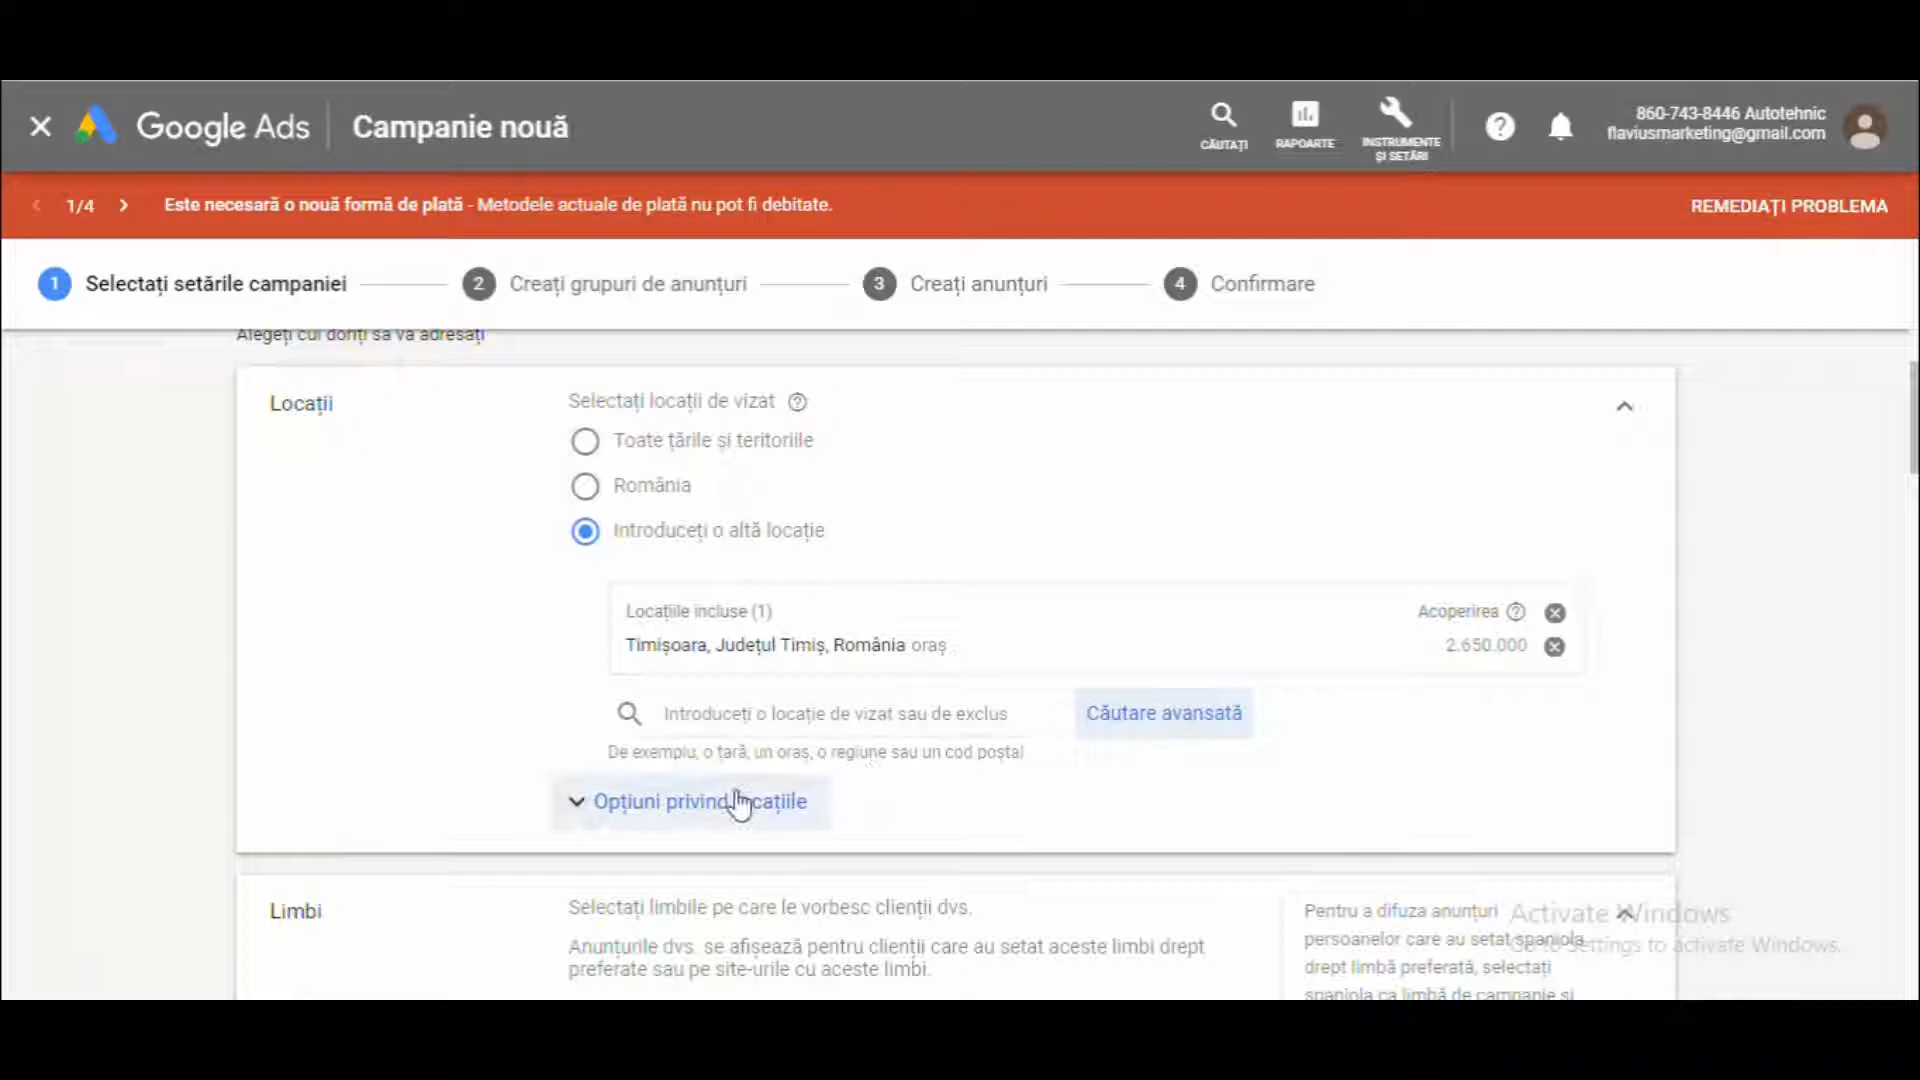 Google Ads
Campanie nouă
CĂUTAȚI
RAPOARTE
INSTRUMENTE
ȘI SETĂRI
860-743-8446 Autotehnic
flaviusmarketing@gmail.com
1/4
Este necesară o nouă formă de plată - Metodele actuale de plată nu pot fi debitate.
REMEDIAȚI PROBLEMA
1 Selectați setările campaniei
2 Creați grupuri de anunțuri
3 Creați anunțuri
4 Confirmare
Alegeți cui doriți să vă adresați
Locații
Selectați locații de vizat
Toate țările și teritoriile
România
Introduceți o altă locație
Locațiile incluse (1)
Acoperirea
Timișoara, Județul Timiș, România oraș
2.650.000
Introduceți o locație de vizat sau de exclus
Căutare avansată
De exemplu, o țară, un oraș, o regiune sau un cod poștal
Opțiuni privind locațiile
Limbi
Selectați limbile pe care le vorbesc clienții dvs.
Anunțurile dvs. se afișează pentru clienții care au setat aceste limbi drept
preferate sau pe site-urile cu aceste limbi.
Pentru a difuza anunțuri
persoanelor care au setat spaniola
drept limbă preferată, selectați
spaniola ca limbă de campanie și
Activate Windows
Go to Settings to activate Windows.